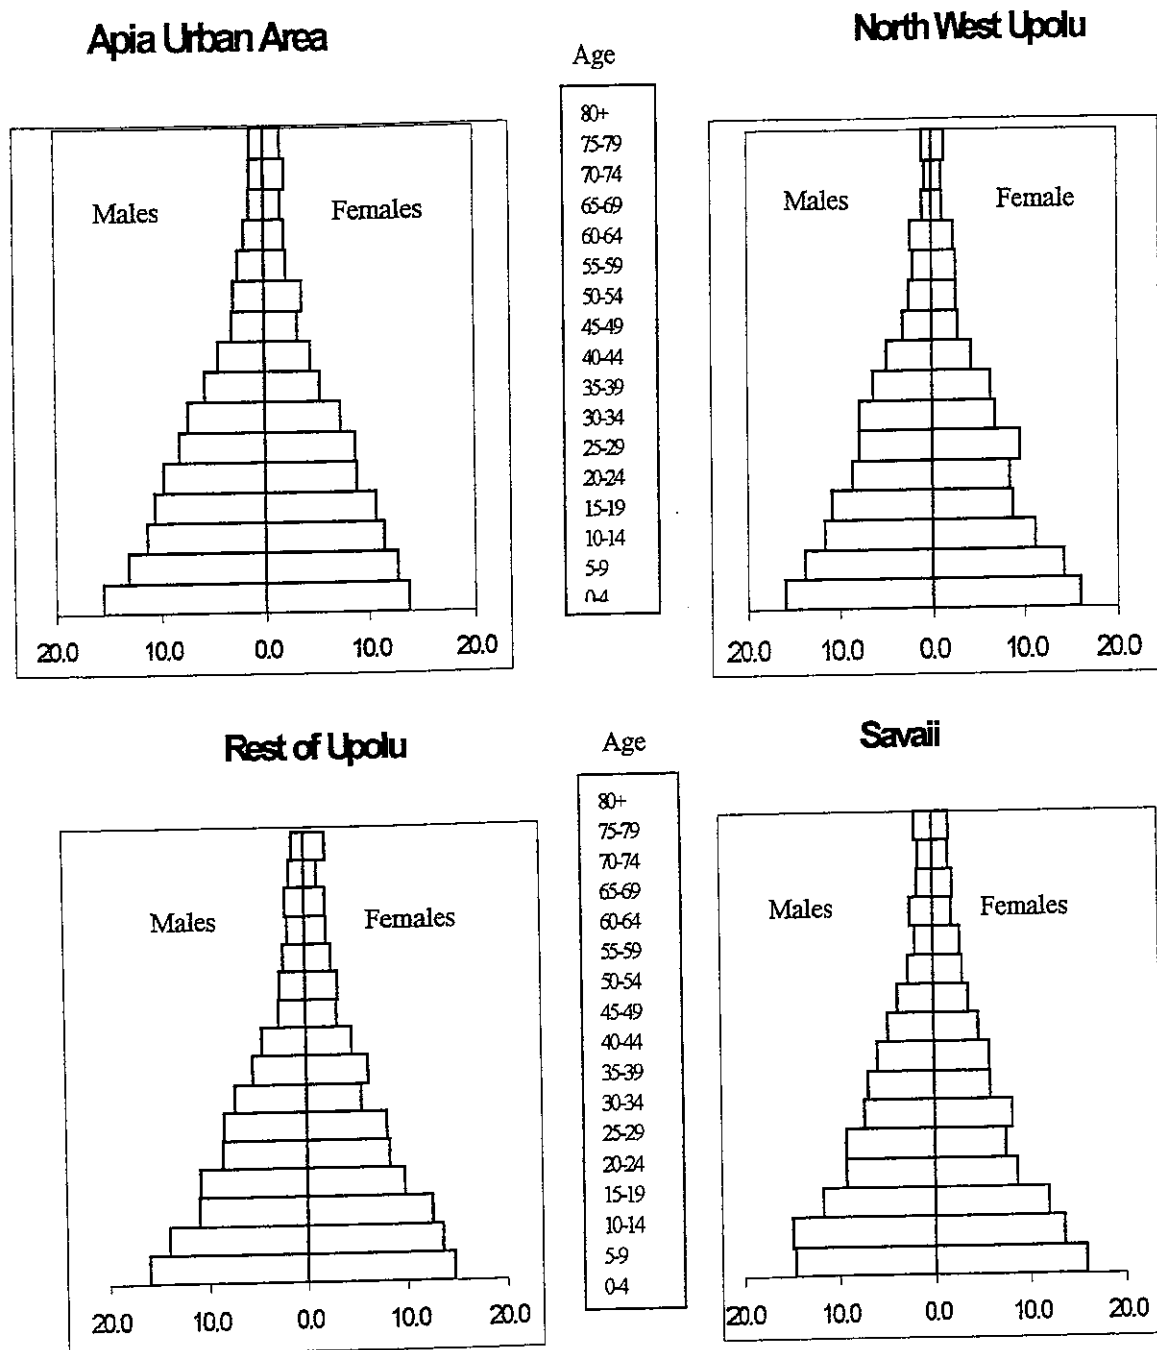 Apia Urban Area
Age
North West Upolu
Males
Females
80+
75-79
70-74
65-69
60-64
55-59
50-54
45-49
40-44
35-39
30-34
25-29
20-24
15-19
10-14
5-9
0-4
Males
Female
20.0 10.0 0.0 10.0 20.0
20.0 10.0 0.0 10.0 20.0
Rest of Upolu
Age
Savaii
Males
Females
80+
75-79
70-74
65-69
60-64
55-59
50-54
45-49
40-44
35-39
30-34
25-29
20-24
15-19
10-14
5-9
0-4
Males
Females
20.0 10.0 0.0 10.0 20.0
20.0 10.0 0.0 10.0 20.0